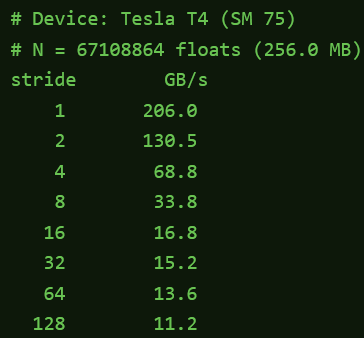 # Device: Tesla T4 (SM 75)
# N = 67108864 floats (256.0 MB)
stride GB/s
1 206.0
2 130.5
4 68.8
8 33.8
16 16.8
32 15.2
64 13.6
128 11.2